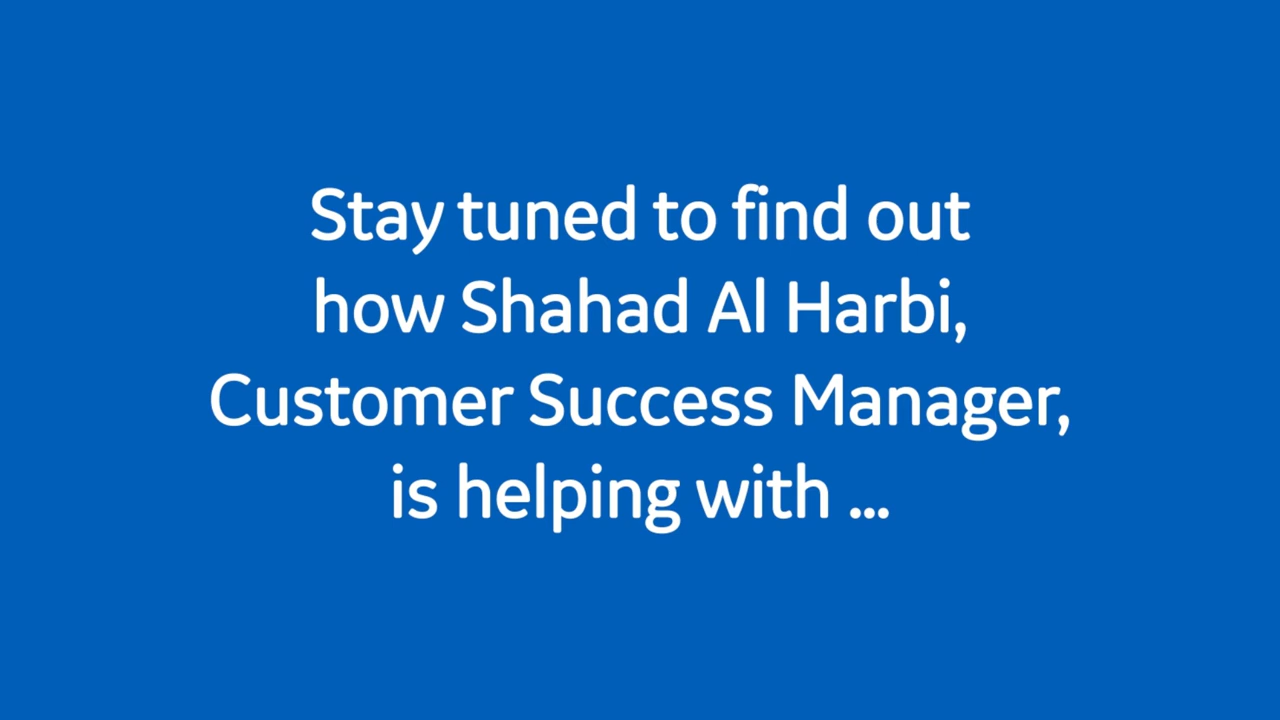 Stay tuned to find out
how Shahad Al Harbi,
Customer Success Manager,
is helping with ...